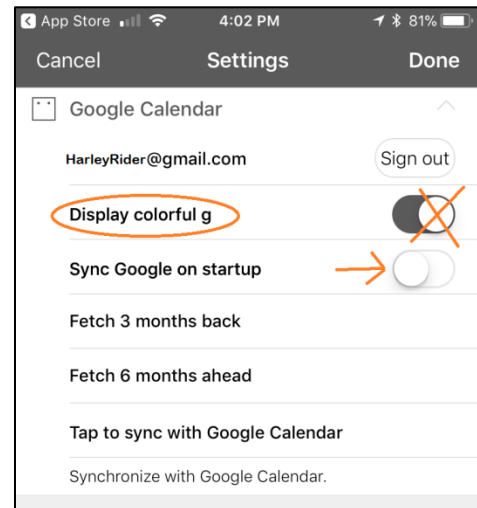 App Store 4:02 PM 81%
Cancel Settings Done
Google Calendar
HarleyRider@gmail.com Sign out
Display colorful g
Sync Google on startup
Fetch 3 months back
Fetch 6 months ahead
Tap to sync with Google Calendar
Synchronize with Google Calendar.